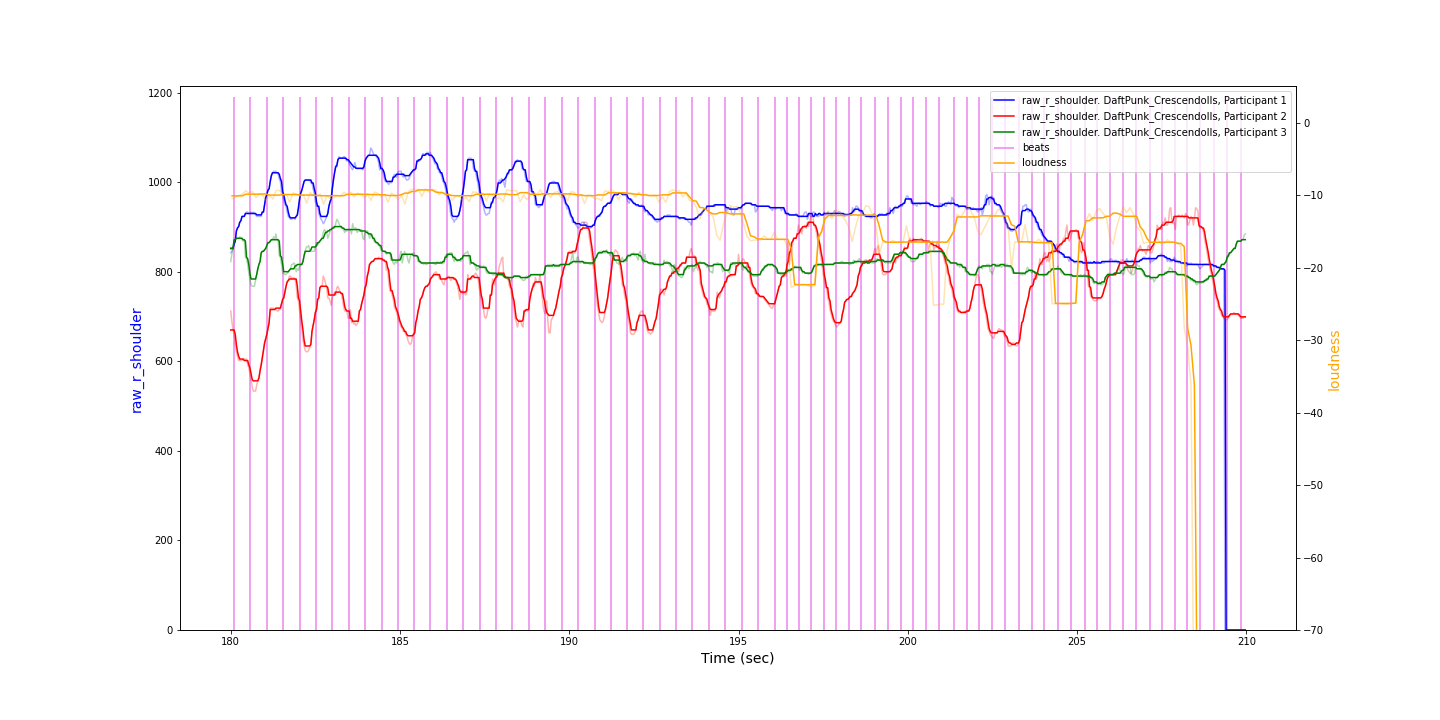 1200
1000
800
600
400
200
0
raw_r_shoulder
raw_r_shoulder. DaftPunk_Crescendolls, Participant 1
raw_r_shoulder. DaftPunk_Crescendolls, Participant 2
raw_r_shoulder. DaftPunk_Crescendolls, Participant 3
beats
loudness
0
−10
−20
−30
−40
−50
−60
−70
loudness
180
185
190
195
200
205
210
Time (sec)